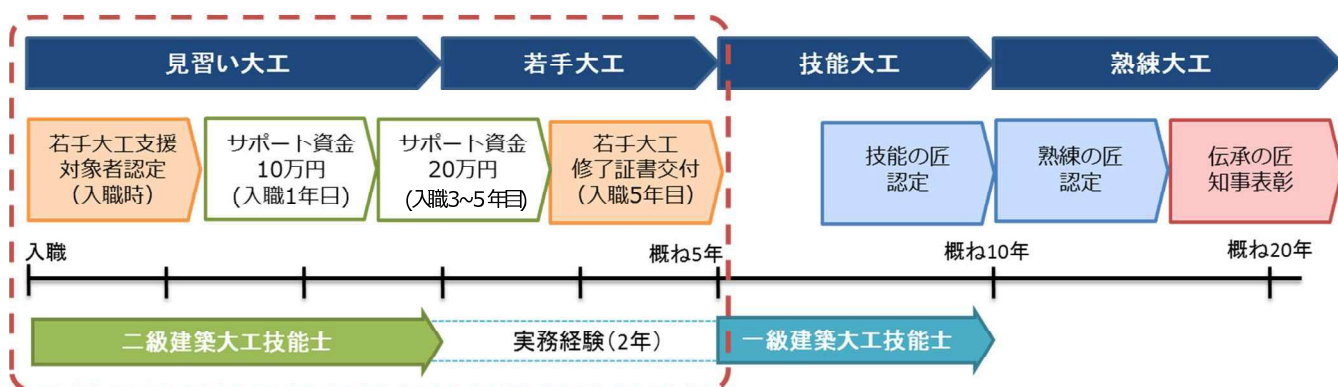 見習い大工
若手大工
技能大工
熟練大工
若手大工支援
対象者認定
(入職時)
サポート資金
10万円
(入職1年目)
サポート資金
20万円
(入職3~5年目)
若手大工
修了証書交付
(入職5年目)
技能の匠
認定
熟練の匠
認定
伝承の匠
知事表彰
入職
概ね5年
概ね10年
概ね20年
二級建築大工技能士
実務経験(2年)
一級建築大工技能士